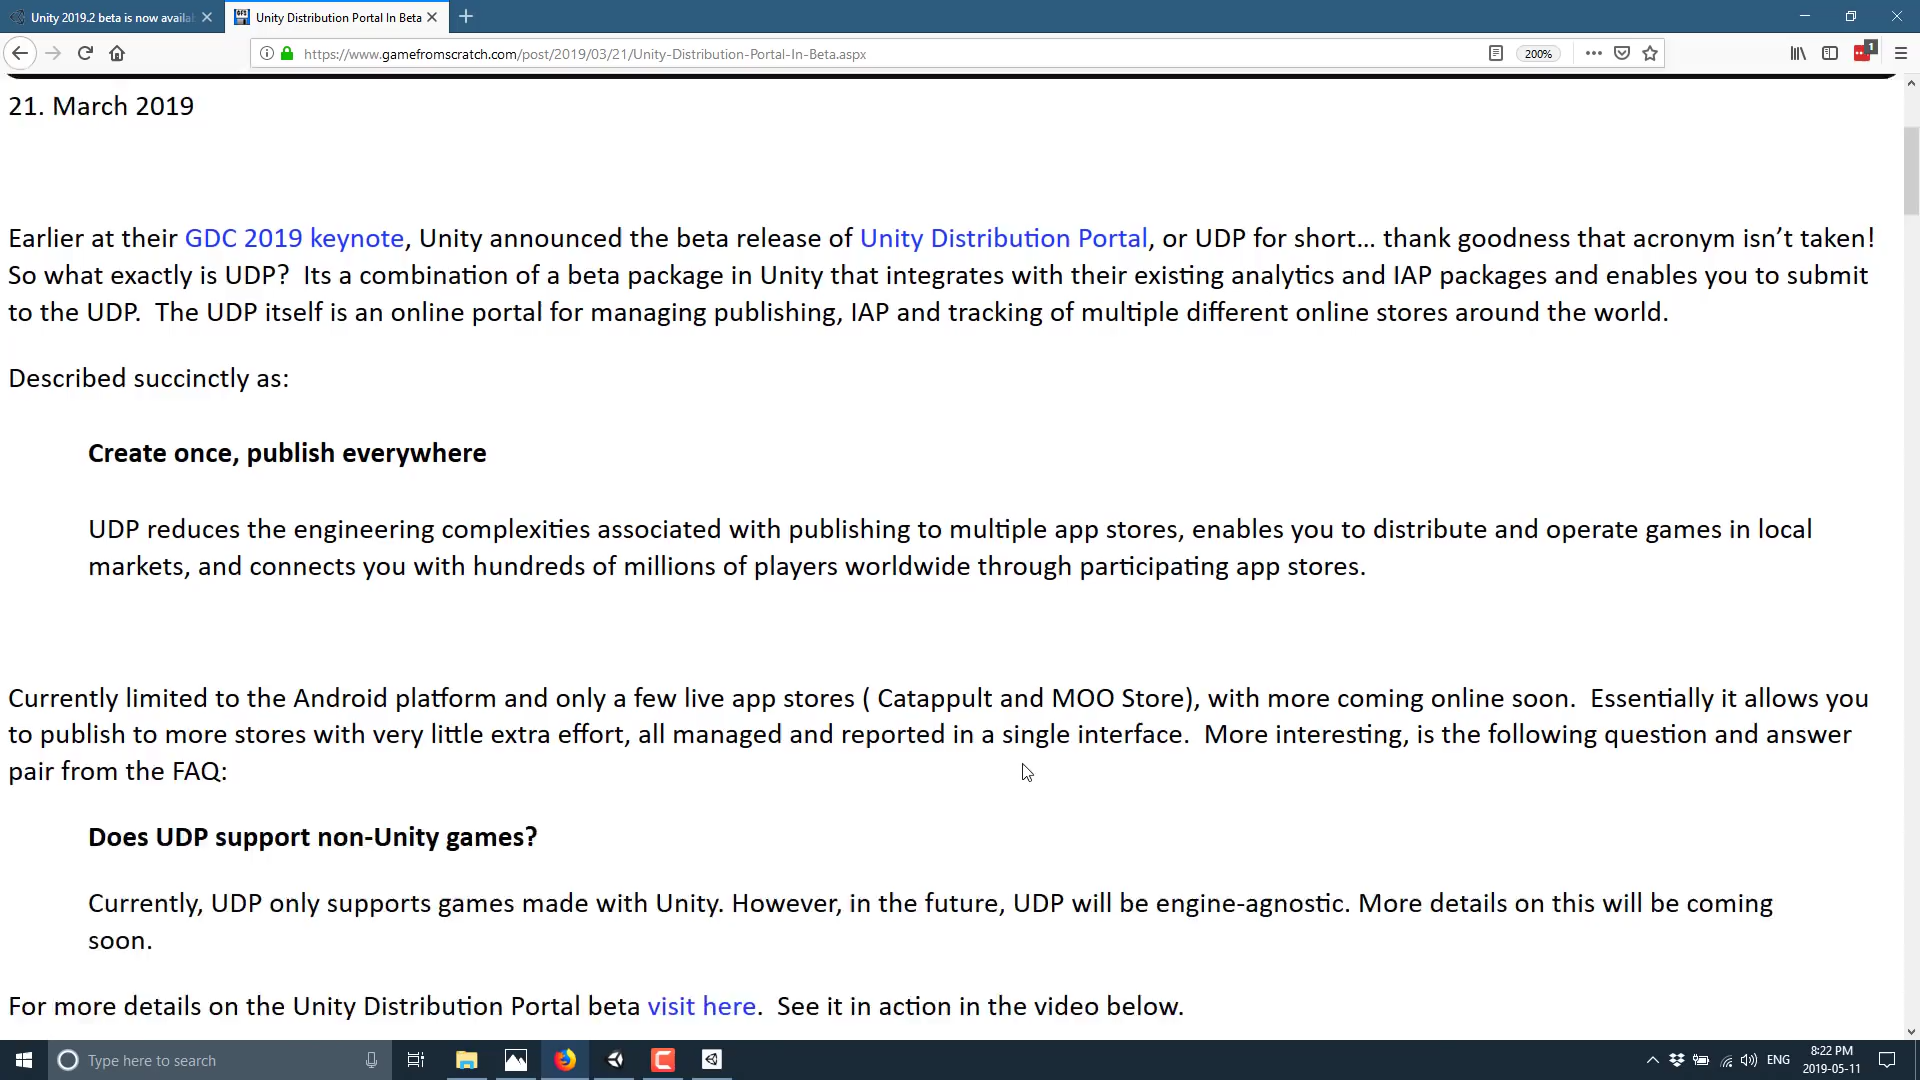 Unity 2019.2 beta is now availa
Unity Distribution Portal In Beta
https://www.gamefromscratch.com/post/2019/03/21/Unity-Distribution-Portal-In-Beta.aspx
200%
1
21. March 2019
Earlier at their GDC 2019 keynote, Unity announced the beta release of Unity Distribution Portal, or UDP for short… thank goodness that acronym isn’t taken!
So what exactly is UDP?  Its a combination of a beta package in Unity that integrates with their existing analytics and IAP packages and enables you to submit
to the UDP.  The UDP itself is an online portal for managing publishing, IAP and tracking of multiple different online stores around the world.
Described succinctly as:
Create once, publish everywhere
UDP reduces the engineering complexities associated with publishing to multiple app stores, enables you to distribute and operate games in local
markets, and connects you with hundreds of millions of players worldwide through participating app stores.
Currently limited to the Android platform and only a few live app stores ( Catappult and MOO Store), with more coming online soon.  Essentially it allows you
to publish to more stores with very little extra effort, all managed and reported in a single interface.  More interesting, is the following question and answer
pair from the FAQ:
Does UDP support non-Unity games?
Currently, UDP only supports games made with Unity. However, in the future, UDP will be engine-agnostic. More details on this will be coming
soon.
For more details on the Unity Distribution Portal beta visit here.  See it in action in the video below.
Type here to search
ENG
8:22 PM
2019-05-11